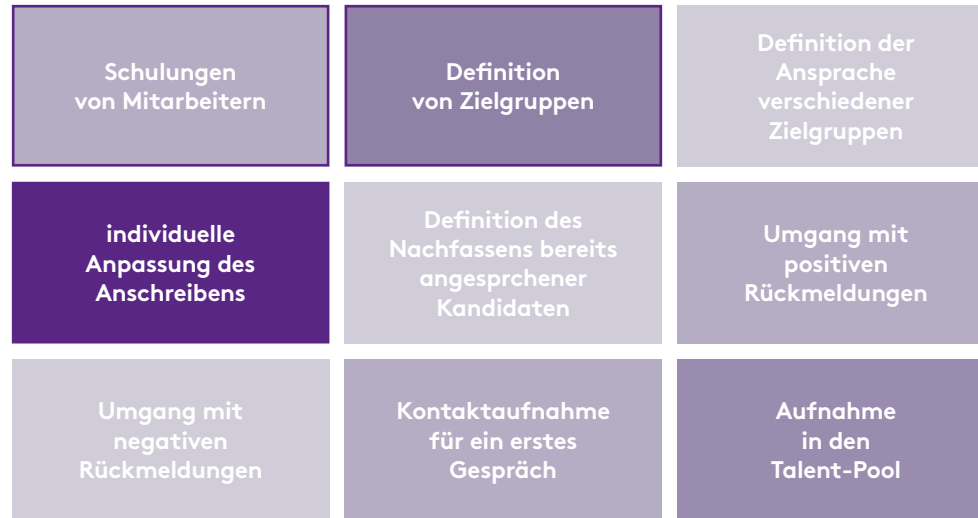 Schulungen
von Mitarbeitern
Definition
von Zielgruppen
Definition der
Ansprache
verschiedener
Zielgruppen
individuelle
Anpassung des
Anschreibens
Definition des
Nachfassens bereits
angesprchener
Kandidaten
Umgang mit
positiven
Rückmeldungen
Umgang mit
negativen
Rückmeldungen
Kontaktaufnahme
für ein erstes
Gespräch
Aufnahme
in den
Talent-Pool